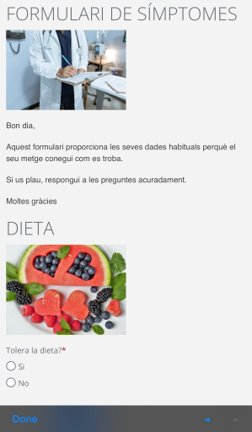 FORMULARI DE SÍMPTOMES
Bon dia,
Aquest formulari proporciona les seves dades habituals perquè el
seu metge conegui com es troba.
Si us plau, respongui a les preguntes acuradament.
Moltes gràcies
DIETA
Tolera la dieta?*
Si
No
Done